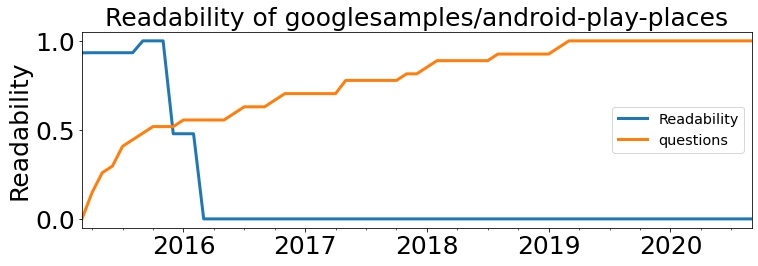 Readability of googlesamples/android-play-places
Readability
1.0
0.5
0.0
Readability
questions
2016 2017 2018 2019 2020